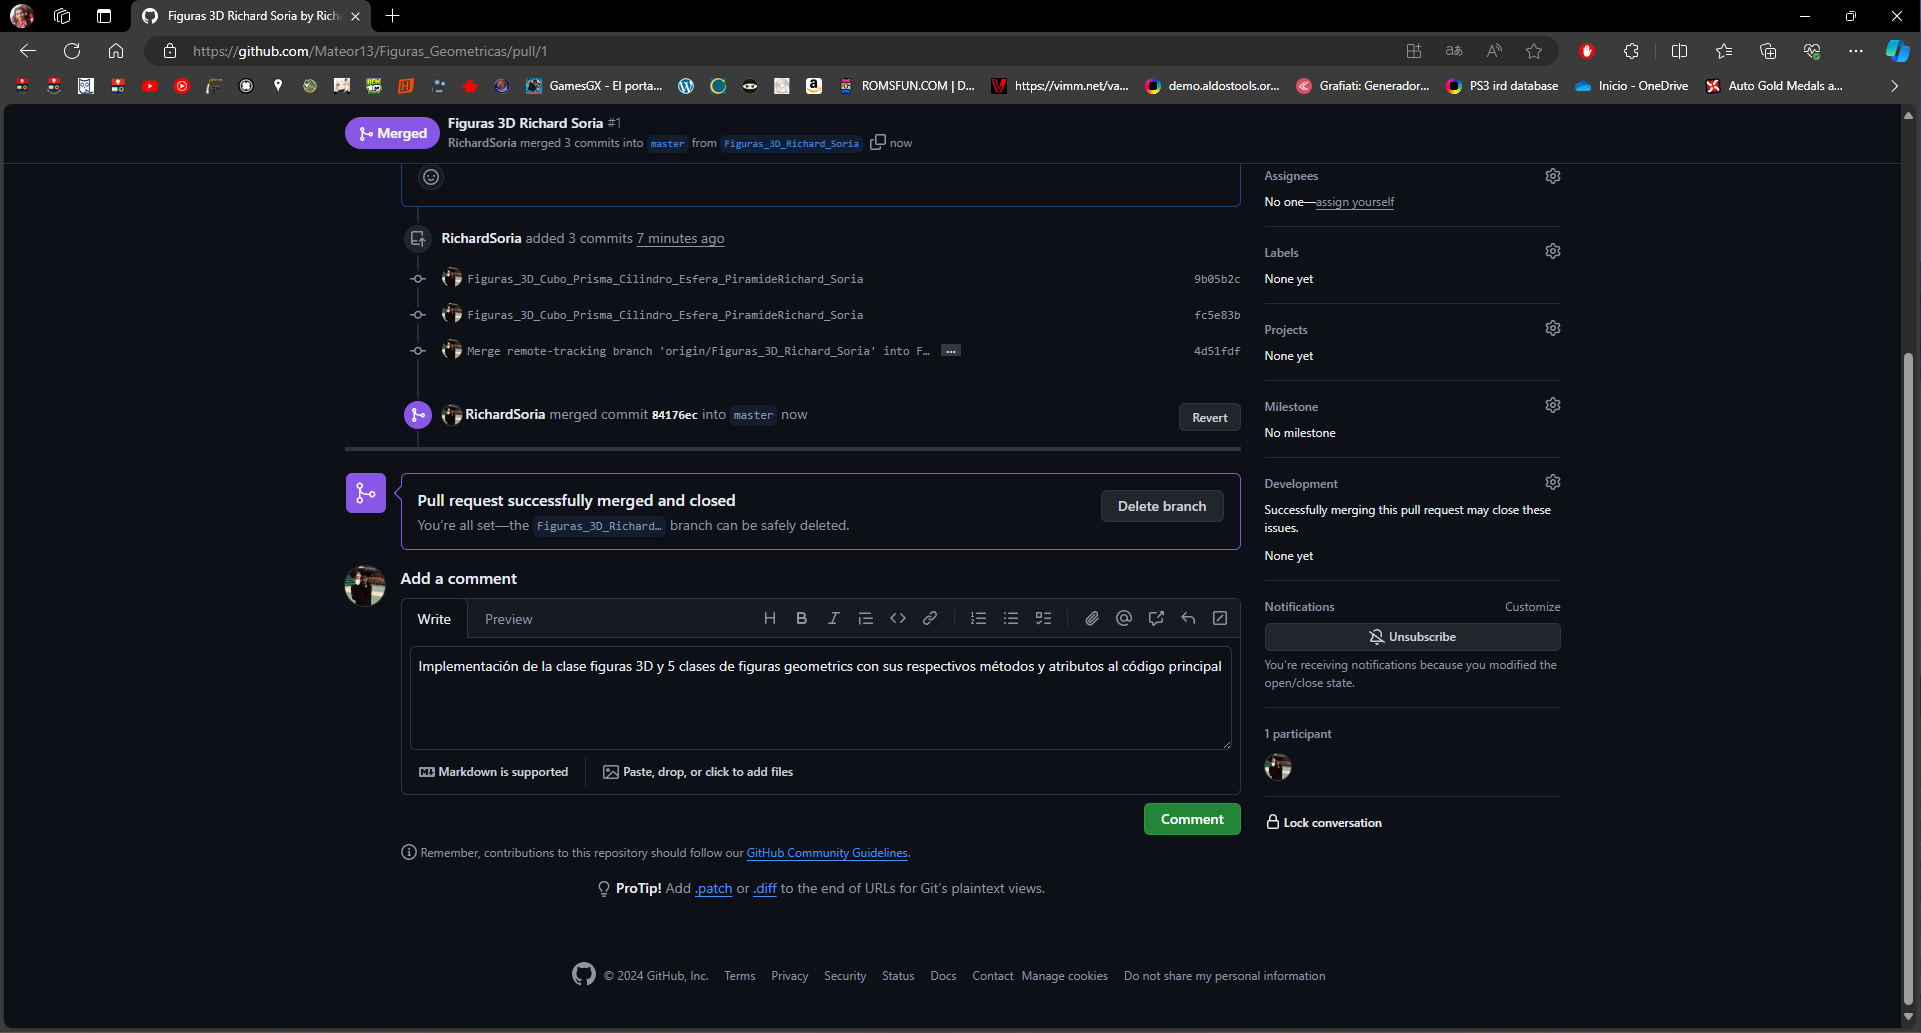 Figuras 3D Richard Soria by Rich
https://github.com/Mateor13/Figuras_Geometricas/pull/1
GamesGX - El porta...
ROMSFUN.COM | D...
https://vimm.net/va...
demo.aldostools.or...
Grafiati: Generador...
PS3 ird database
Inicio - OneDrive
Auto Gold Medals a...
Merged
Figuras 3D Richard Soria #1
RichardSoria merged 3 commits into master from Figuras_3D_Richard_Soria now
RichardSoria added 3 commits 7 minutes ago
Figuras_3D_Cubo_Prisma_Cilindro_Esfera_PiramideRichard_Soria 9b05b2c
Figuras_3D_Cubo_Prisma_Cilindro_Esfera_PiramideRichard_Soria fc5e83b
Merge remote-tracking branch 'origin/Figuras_3D_Richard_Soria' into F… … 4d51fdf
RichardSoria merged commit 84176ec into master now
Revert
Pull request successfully merged and closed
You're all set—the Figuras_3D_Richard… branch can be safely deleted.
Delete branch
Add a comment
Write Preview
Implementación de la clase figuras 3D y 5 clases de figuras geometrics con sus respectivos métodos y atributos al código principal
Markdown is supported
Paste, drop, or click to add files
Comment
Remember, contributions to this repository should follow our GitHub Community Guidelines.
ProTip! Add .patch or .diff to the end of URLs for Git's plaintext views.
Assignees
No one—assign yourself
Labels
None yet
Projects
None yet
Milestone
No milestone
Development
Successfully merging this pull request may close these
issues.
None yet
Notifications Customize
Unsubscribe
You're receiving notifications because you modified the
open/close state.
1 participant
Lock conversation
© 2024 GitHub, Inc. Terms Privacy Security Status Docs Contact Manage cookies Do not share my personal information